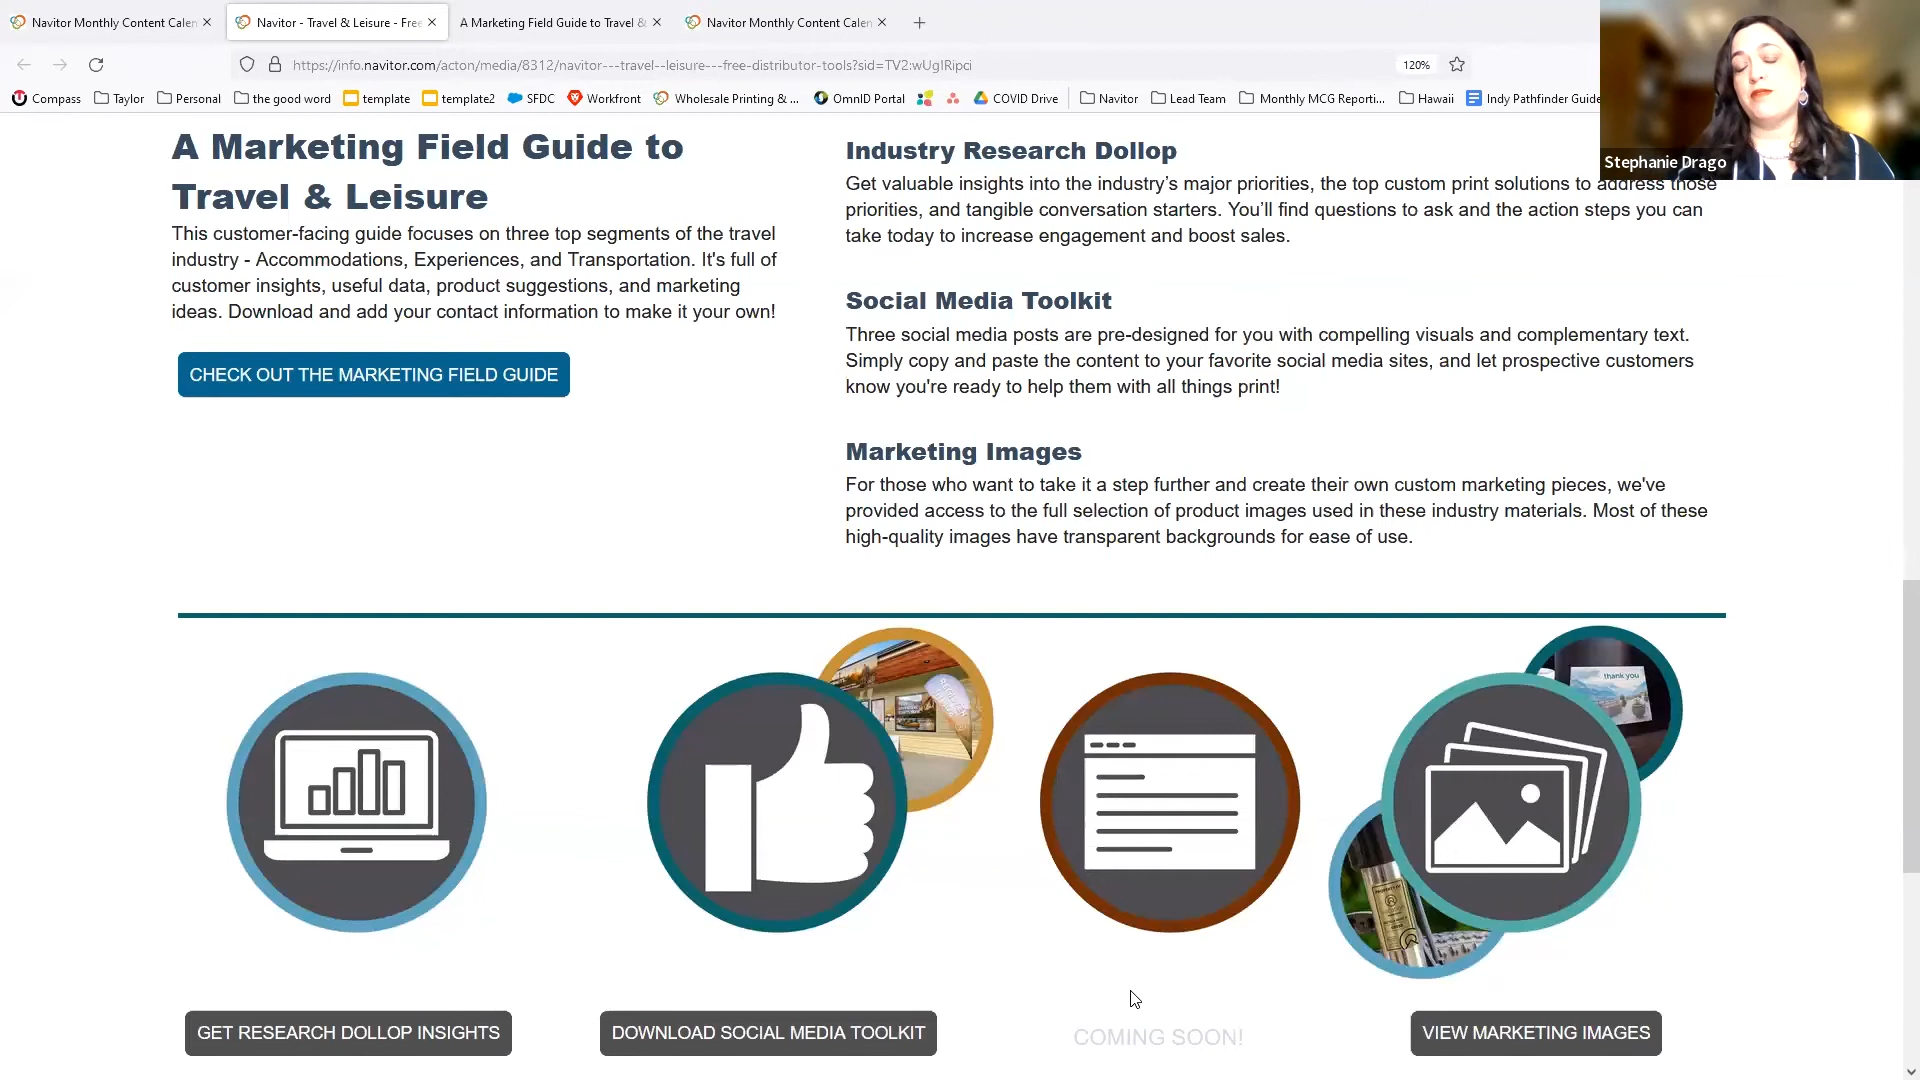 Navitor Monthly Content Calen
Navitor - Travel & Leisure - Free
A Marketing Field Guide to Travel &
Navitor Monthly Content Calen
https://info.navitor.com/acton/media/8312/navitor---travel--leisure---free-distributor-tools?sid=TV2:wUgIRipci
120%
Compass
Taylor
Personal
the good word
template
template2
SFDC
Workfront
Wholesale Printing & ...
OmnID Portal
COVID Drive
Navitor
Lead Team
Monthly MCG Reporti...
Hawaii
Indy Pathfinder Guide
Stephanie Drago
A Marketing Field Guide to
Travel & Leisure
This customer-facing guide focuses on three top segments of the travel
industry - Accommodations, Experiences, and Transportation. It's full of
customer insights, useful data, product suggestions, and marketing
ideas. Download and add your contact information to make it your own!
CHECK OUT THE MARKETING FIELD GUIDE
Industry Research Dollop
Get valuable insights into the industry’s major priorities, the top custom print solutions to address those
priorities, and tangible conversation starters. You’ll find questions to ask and the action steps you can
take today to increase engagement and boost sales.
Social Media Toolkit
Three social media posts are pre-designed for you with compelling visuals and complementary text.
Simply copy and paste the content to your favorite social media sites, and let prospective customers
know you're ready to help them with all things print!
Marketing Images
For those who want to take it a step further and create their own custom marketing pieces, we've
provided access to the full selection of product images used in these industry materials. Most of these
high-quality images have transparent backgrounds for ease of use.
thank you
GET RESEARCH DOLLOP INSIGHTS
DOWNLOAD SOCIAL MEDIA TOOLKIT
COMING SOON!
VIEW MARKETING IMAGES